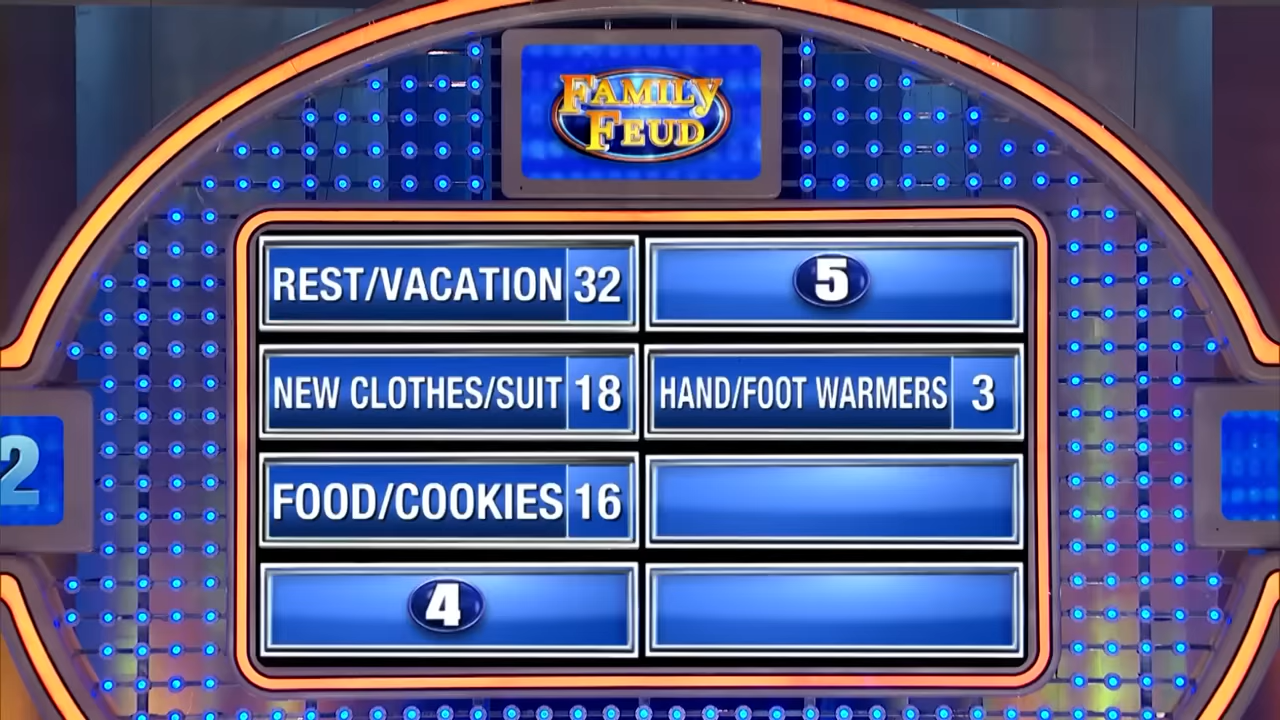 FAMILY
FEUD
REST/VACATION 32
5
NEW CLOTHES/SUIT 18
HAND/FOOT WARMERS 3
FOOD/COOKIES 16
4
2